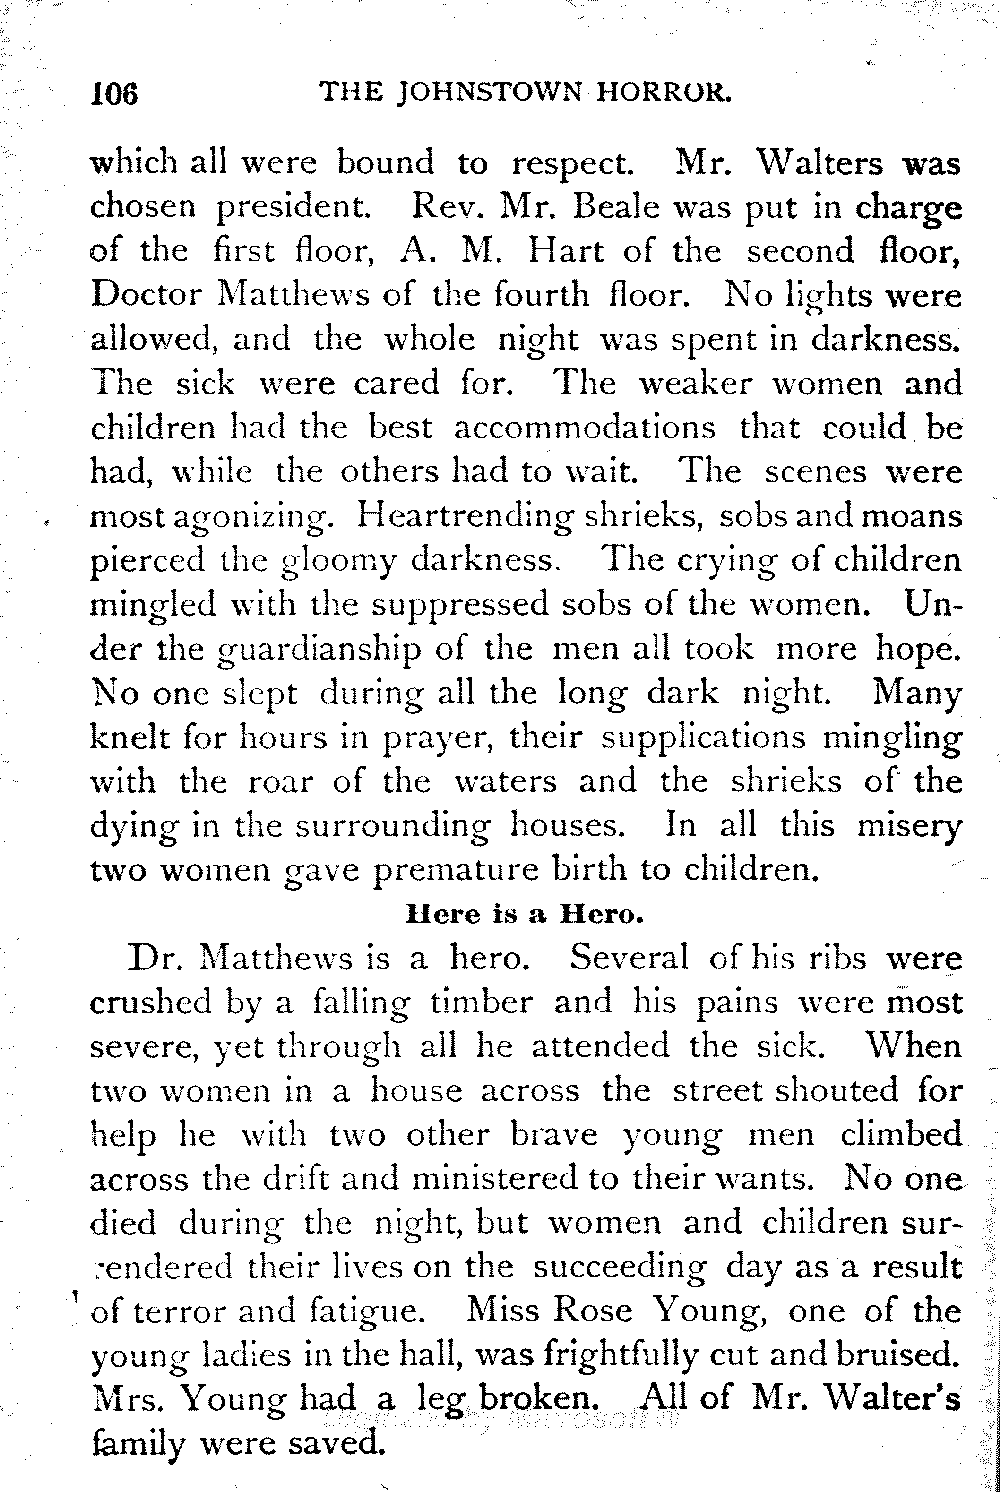 106 THE JOHNSTOWN HORROR.
which all were bound to respect. Mr. Walters was
chosen president. Rev. Mr. Beale was put in charge
of the first floor, A. M. Hart of the second floor,
Doctor Matthews of the fourth floor. No lights were
allowed, and the whole night was spent in darkness.
The sick were cared for. The weaker women and
children had the best accommodations that could be
had, while the others had to wait. The scenes were
most agonizing. Heartrending shrieks, sobs and moans
pierced the gloomy darkness. The crying of children
mingled with the suppressed sobs of the women. Un-
der the guardianship of the men all took more hope.
No one slept during all the long dark night. Many
knelt for hours in prayer, their supplications mingling
with the roar of the waters and the shrieks of the
dying in the surrounding houses. In all this misery
two women gave premature birth to children.
Here is a Hero.
Dr. Matthews is a hero. Several of his ribs were
crushed by a falling timber and his pains were most
severe, yet through all he attended the sick. When
two women in a house across the street shouted for
help he with two other brave young men climbed
across the drift and ministered to their wants. No one
died during the night, but women and children sur-
rendered their lives on the succeeding day as a result
of terror and fatigue. Miss Rose Young, one of the
young ladies in the hall, was frightfully cut and bruised.
Mrs. Young had a leg broken. All of Mr. Walter's
family were saved.